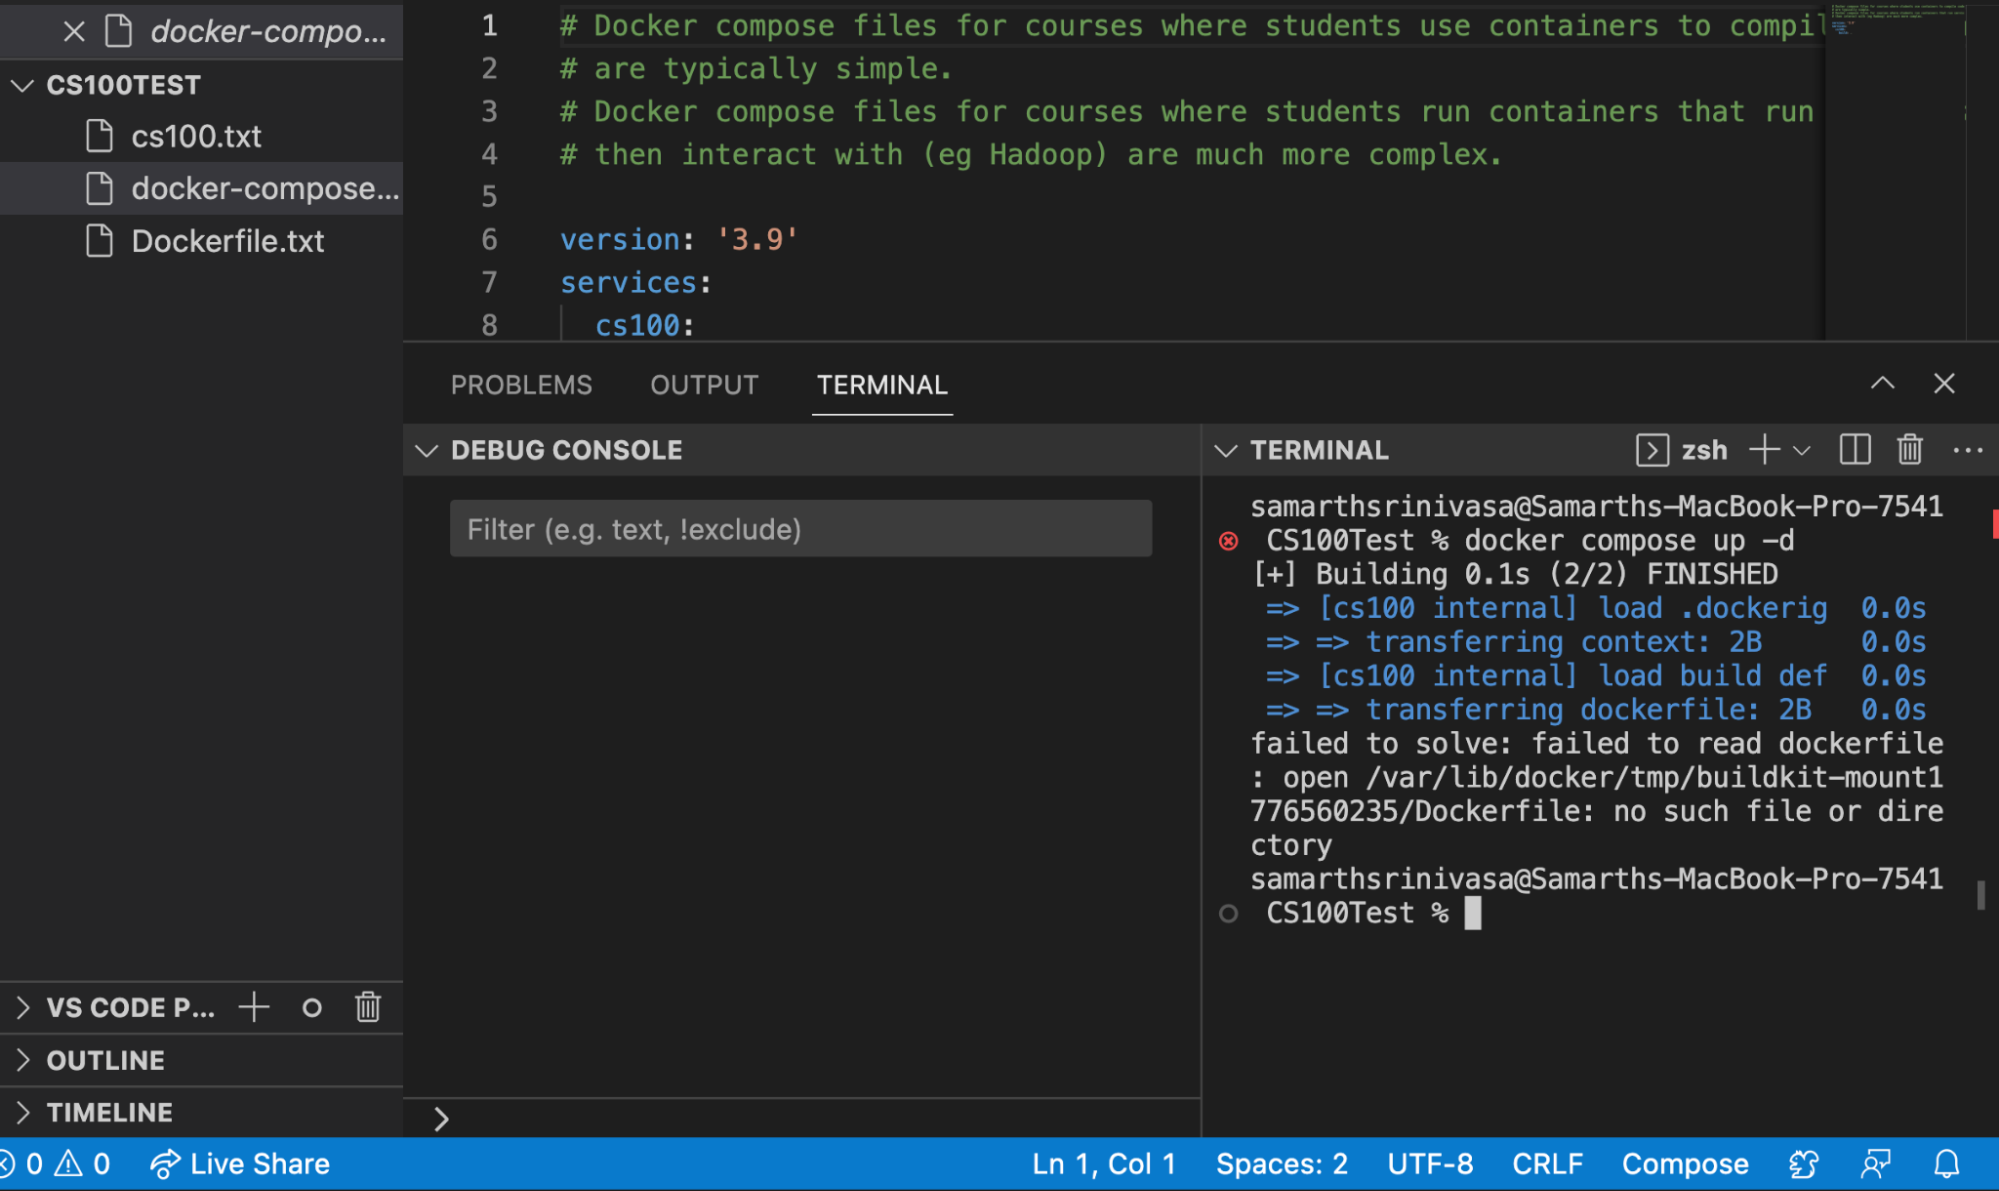 docker-compo...
CS100TEST
cs100.txt
docker-compose...
Dockerfile.txt
VS CODE P...
OUTLINE
TIMELINE
1 # Docker compose files for courses where students use containers to compil
2 # are typically simple.
3 # Docker compose files for courses where students run containers that run
4 # then interact with (eg Hadoop) are much more complex.
5
6 version: '3.9'
7 services:
8 cs100:
PROBLEMS OUTPUT TERMINAL
DEBUG CONSOLE
Filter (e.g. text, !exclude)
TERMINAL zsh
samarthsrinivasa@Samarths-MacBook-Pro-7541
CS100Test % docker compose up -d
[+] Building 0.1s (2/2) FINISHED
=> [cs100 internal] load .dockerig 0.0s
=> => transferring context: 2B 0.0s
=> [cs100 internal] load build def 0.0s
=> => transferring dockerfile: 2B 0.0s
failed to solve: failed to read dockerfile
: open /var/lib/docker/tmp/buildkit-mount1
776560235/Dockerfile: no such file or dire
ctory
samarthsrinivasa@Samarths-MacBook-Pro-7541
CS100Test %
0 0 Live Share Ln 1, Col 1 Spaces: 2 UTF-8 CRLF Compose